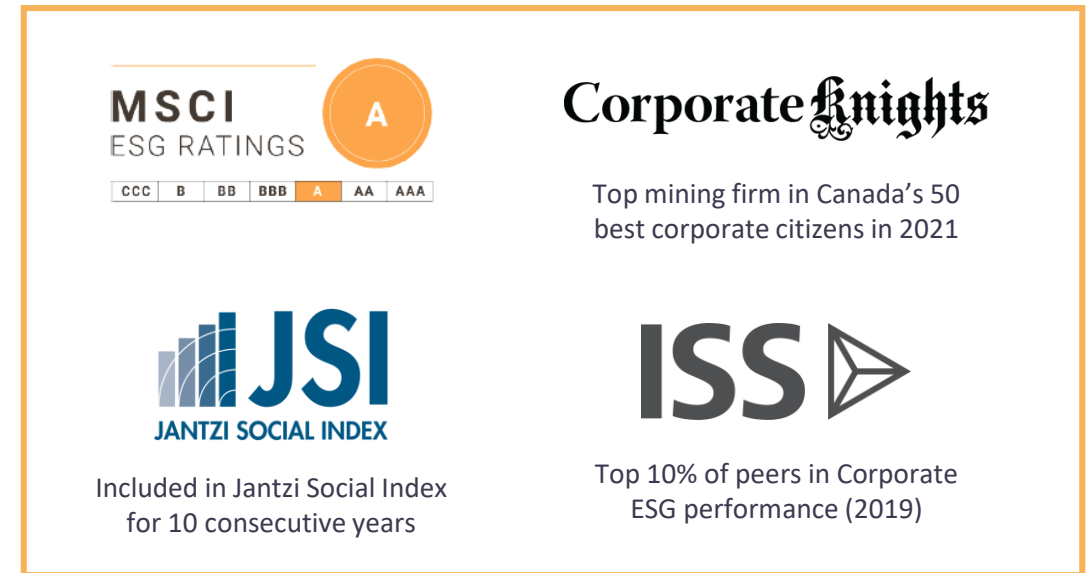 MSCI
ESG RATINGS
A
CCC B BB BBB A AA AAA
Corporate Knights
Top mining firm in Canada’s 50
best corporate citizens in 2021
JSI
JANTZI SOCIAL INDEX
Included in Jantzi Social Index
for 10 consecutive years
ISS
Top 10% of peers in Corporate
ESG performance (2019)